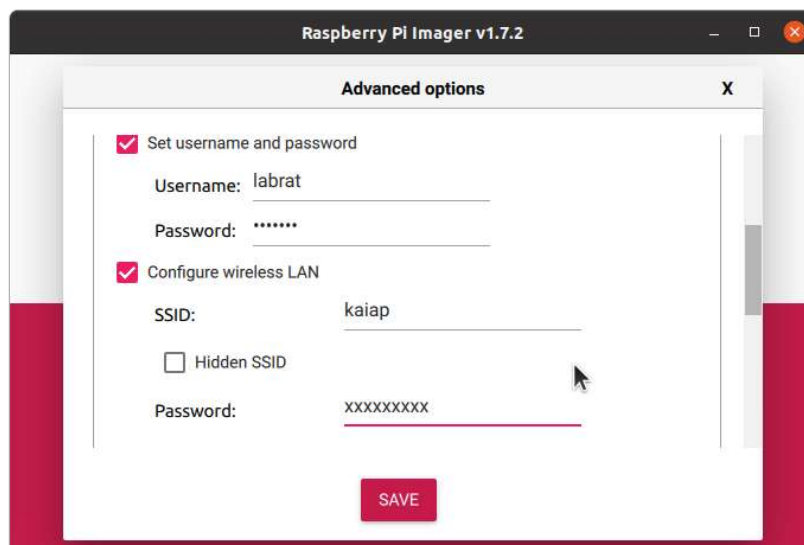 Raspberry Pi Imager v1.7.2
Advanced options X
Set username and password
Username: labrat
Password: •••••••
Configure wireless LAN
SSID: kaiap
Hidden SSID
Password: xxxxxxxxx
SAVE